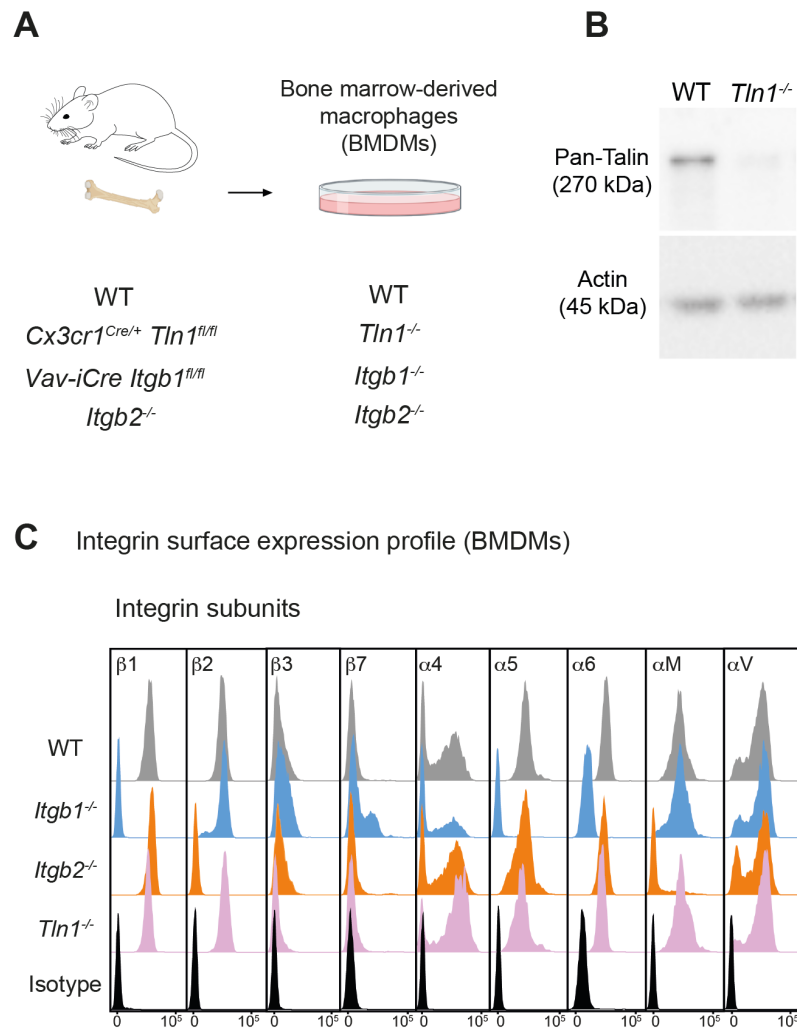 A
Bone marrow-derived
macrophages
(BMDMs)
WT
Cx3cr1Cre/+ Tln1fl/fl
Vav-iCre Itgb1fl/fl
Itgb2-/-
WT
Tln1-/-
Itgb1-/-
Itgb2-/-
B
WT Tln1-/-
Pan-Talin
(270 kDa)
Actin
(45 kDa)
C Integrin surface expression profile (BMDMs)
Integrin subunits
β1 β2 β3 β7 α4 α5 α6 αM αV
WT
Itgb1-/-
Itgb2-/-
Tln1-/-
Isotype
0 10⁵ 0 10⁵ 0 10⁵ 0 10⁵ 0 10⁵ 0 10⁵ 0 10⁵ 0 10⁵ 0 10⁵